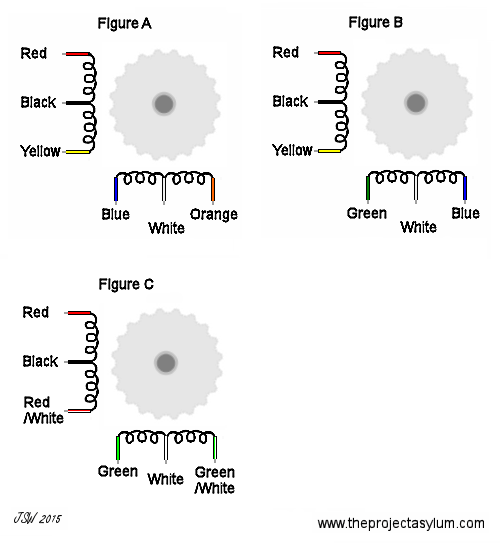 Figure A
Red
Black
Yellow
Blue
White
Orange
Figure B
Red
Black
Yellow
Green
White
Blue
Figure C
Red
Black
Red
/White
Green
White
Green
/White
JSW 2015
www.theprojectasylum.com